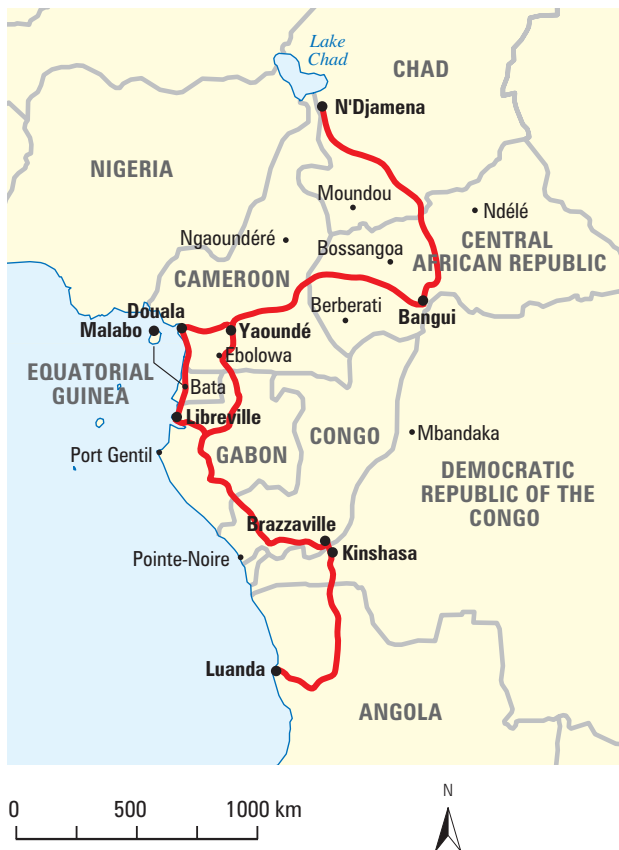 Lake
Chad
CHAD
N'Djamena
NIGERIA
Moundou
Ndélé
Ngaoundéré
Bossangoa
CENTRAL
AFRICAN REPUBLIC
CAMEROON
Douala
Berberati
Malabo
Yaoundé
Bangui
Ebolowa
EQUATORIAL
GUINEA
Bata
Libreville
CONGO
Mbandaka
Port Gentil
GABON
DEMOCRATIC
REPUBLIC OF THE
CONGO
Brazzaville
Kinshasa
Pointe-Noire
Luanda
ANGOLA
0 500 1000 km
N